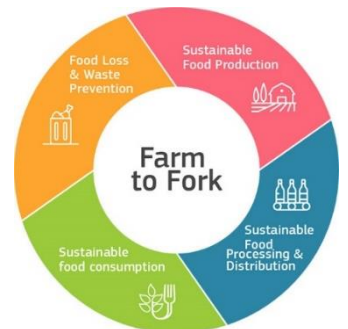 Food Loss
& Waste
Prevention
Sustainable
Food Production
Farm
to Fork
Sustainable
Food
Processing &
Distribution
Sustainable
food consumption